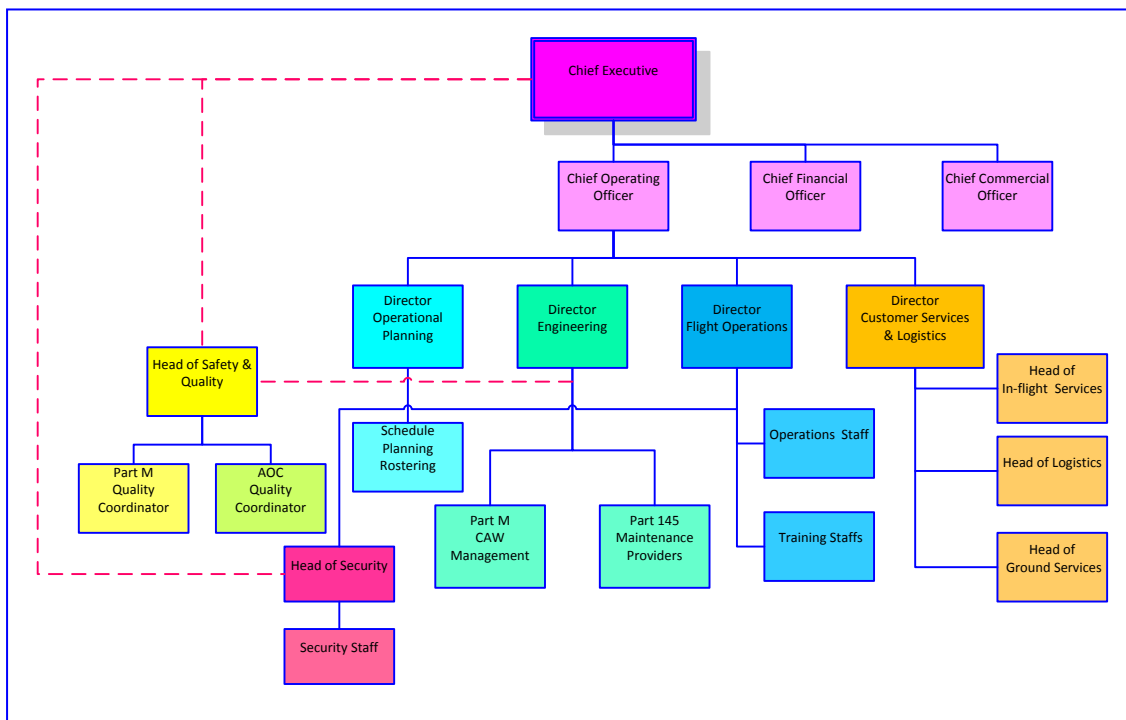 Chief Executive
Chief Operating
Officer
Chief Financial
Officer
Chief Commercial
Officer
Director
Operational
Planning
Director
Engineering
Director
Flight Operations
Director
Customer Services
& Logistics
Head of Safety &
Quality
Head of
In-flight Services
Schedule
Planning
Rostering
Operations Staff
Head of Logistics
Part M
Quality
Coordinator
AOC
Quality
Coordinator
Part M
CAW
Management
Part 145
Maintenance
Providers
Training Staffs
Head of
Ground Services
Head of Security
Security Staff